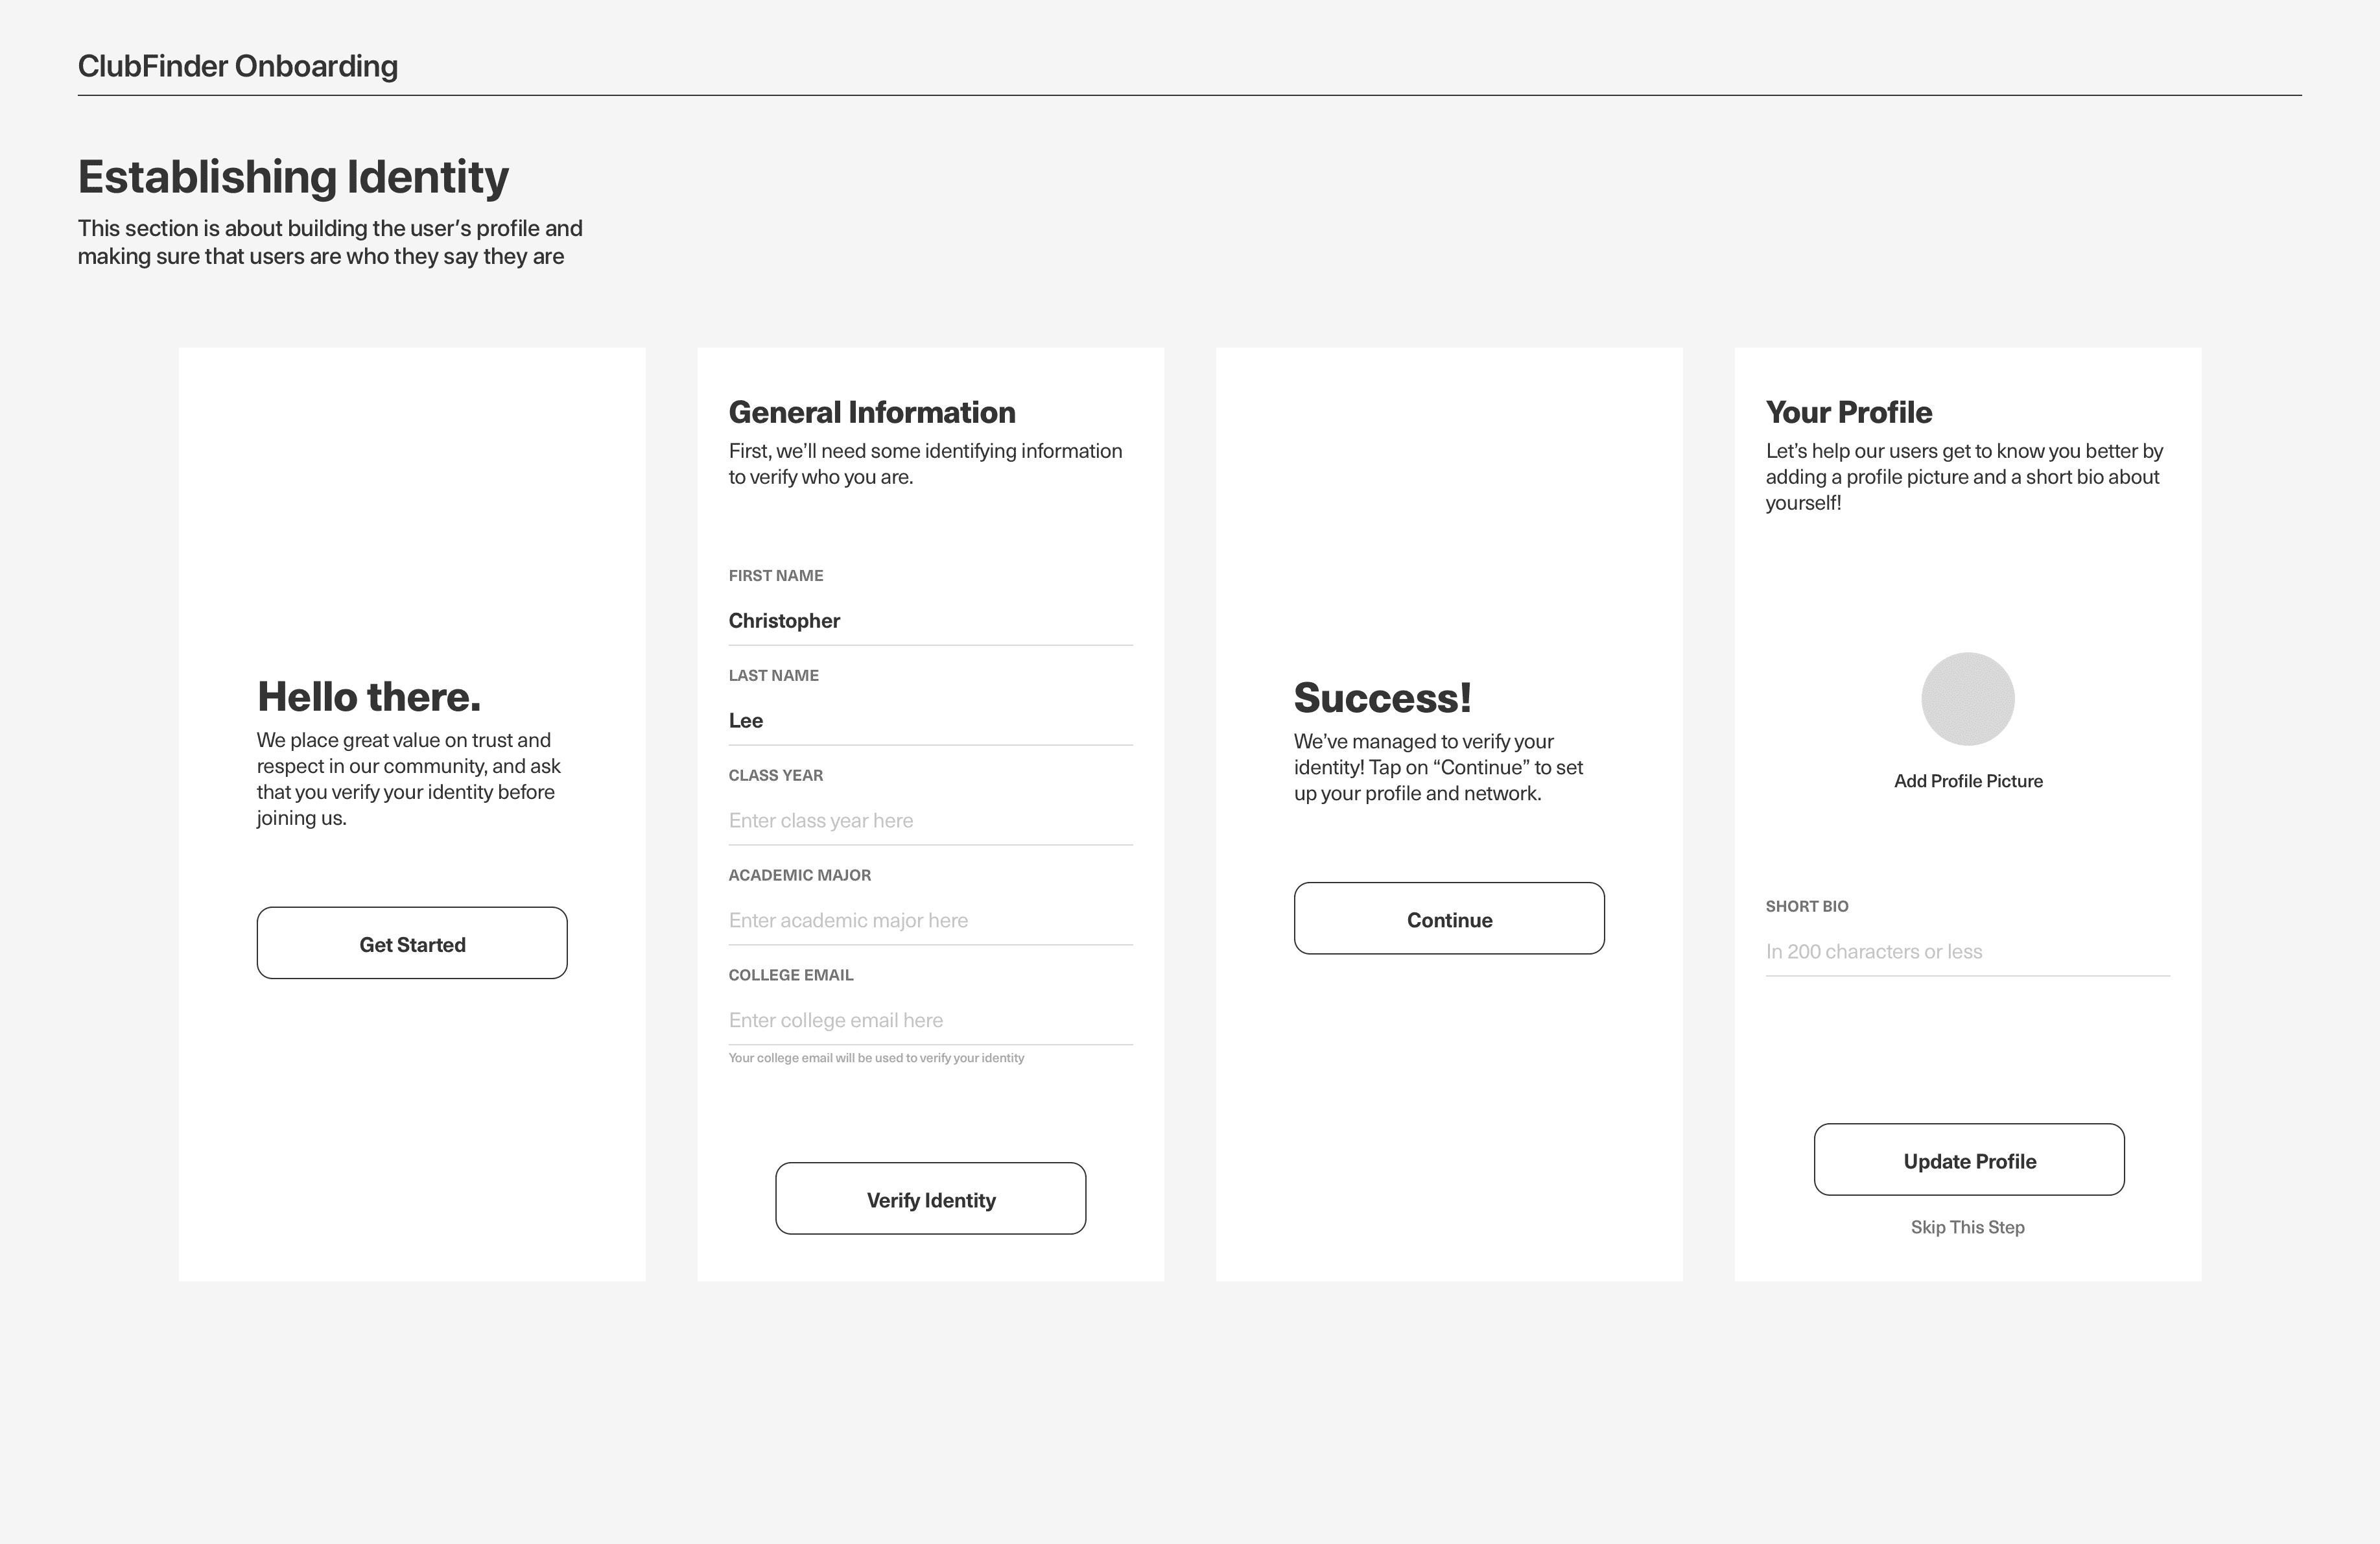 ClubFinder Onboarding
Establishing Identity
This section is about building the user’s profile and
making sure that users are who they say they are
Hello there.
We place great value on trust and
respect in our community, and ask
that you verify your identity before
joining us.
Get Started
General Information
First, we’ll need some identifying information
to verify who you are.
FIRST NAME
Christopher
LAST NAME
Lee
CLASS YEAR
Enter class year here
ACADEMIC MAJOR
Enter academic major here
COLLEGE EMAIL
Enter college email here
Your college email will be used to verify your identity
Verify Identity
Success!
We’ve managed to verify your
identity! Tap on “Continue” to set
up your profile and network.
Continue
Your Profile
Let’s help our users get to know you better by
adding a profile picture and a short bio about
yourself!
Add Profile Picture
SHORT BIO
In 200 characters or less
Update Profile
Skip This Step